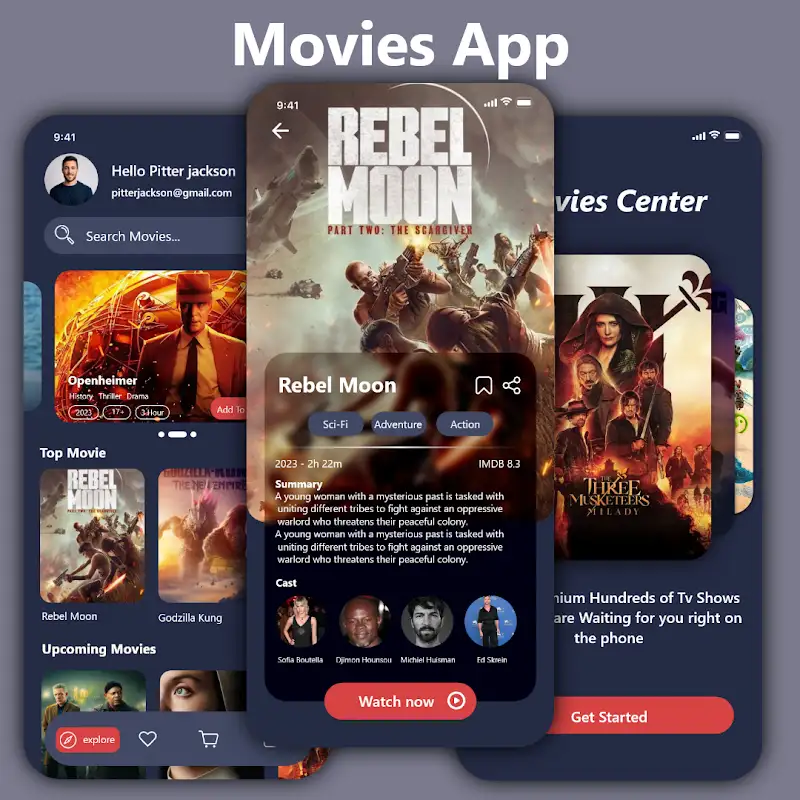 Movies App
9:41
Hello Pitter jackson
pitterjackson@gmail.com
Search Movies...
Openheimer
History Thriller Drama
2023 17+ 3 Hour
Add To
Top Movie
REBEL
MOON
Rebel Moon
Godzilla Kung
Upcoming Movies
explore
9:41
REBEL
MOON
PART TWO: THE SCARGIVER
Rebel Moon
Sci-Fi Adventure Action
2023 - 2h 22m IMDB 8.3
Summary
A young woman with a mysterious past is tasked with
uniting different tribes to fight against an oppressive
warlord who threatens their peaceful colony.
A young woman with a mysterious past is tasked with
uniting different tribes to fight against an oppressive
warlord who threatens their peaceful colony.
Cast
Sofia Boutella Djimon Hounsou Michiel Huisman Ed Skrein
Watch now
vies Center
THE
THREE
MUSKETEERS
MILADY
nium Hundreds of Tv Shows
are Waiting for you right on
the phone
Get Started